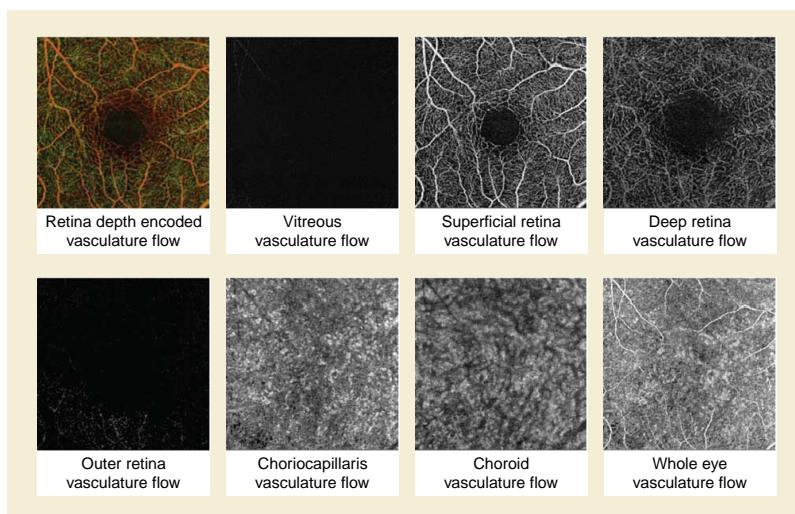 Retina depth encoded
vasculature flow
Vitreous
vasculature flow
Superficial retina
vasculature flow
Deep retina
vasculature flow
Outer retina
vasculature flow
Choriocapillaris
vasculature flow
Choroid
vasculature flow
Whole eye
vasculature flow